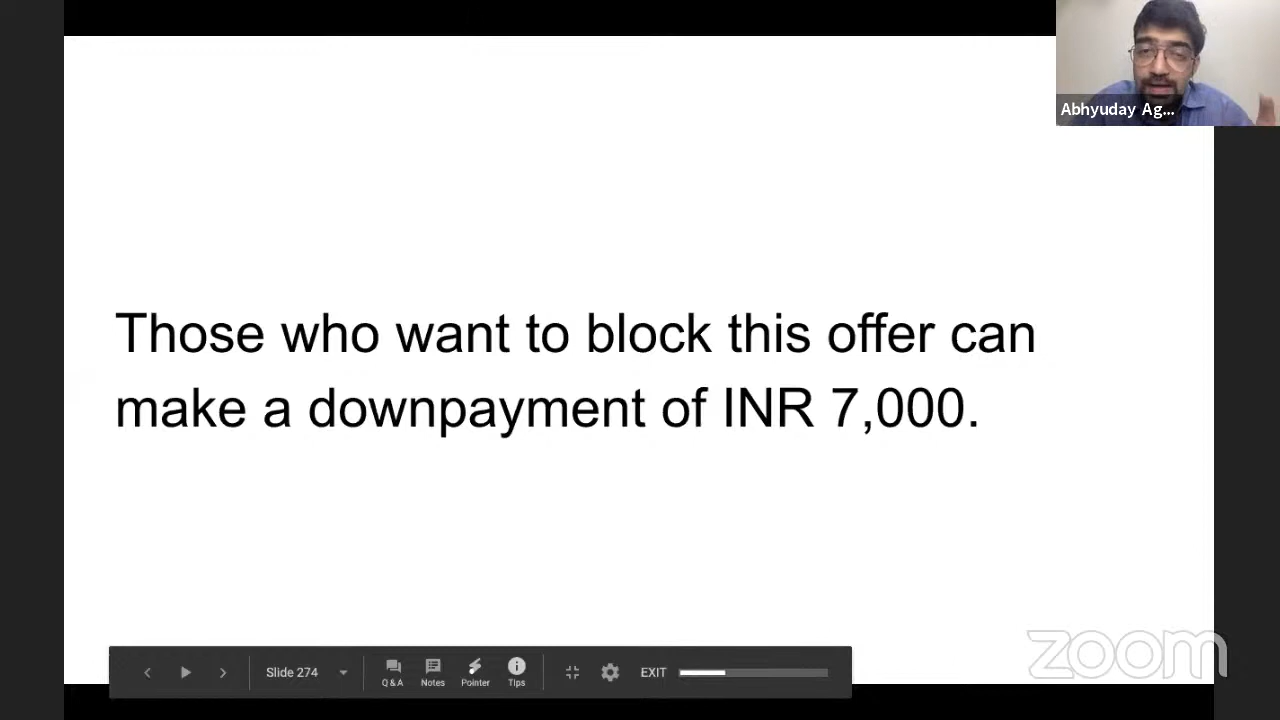 Abhyuday Ag...
Those who want to block this offer can
make a downpayment of INR 7,000.
Slide 274
Q & A
Notes
Pointer
Tips
EXIT
zoom